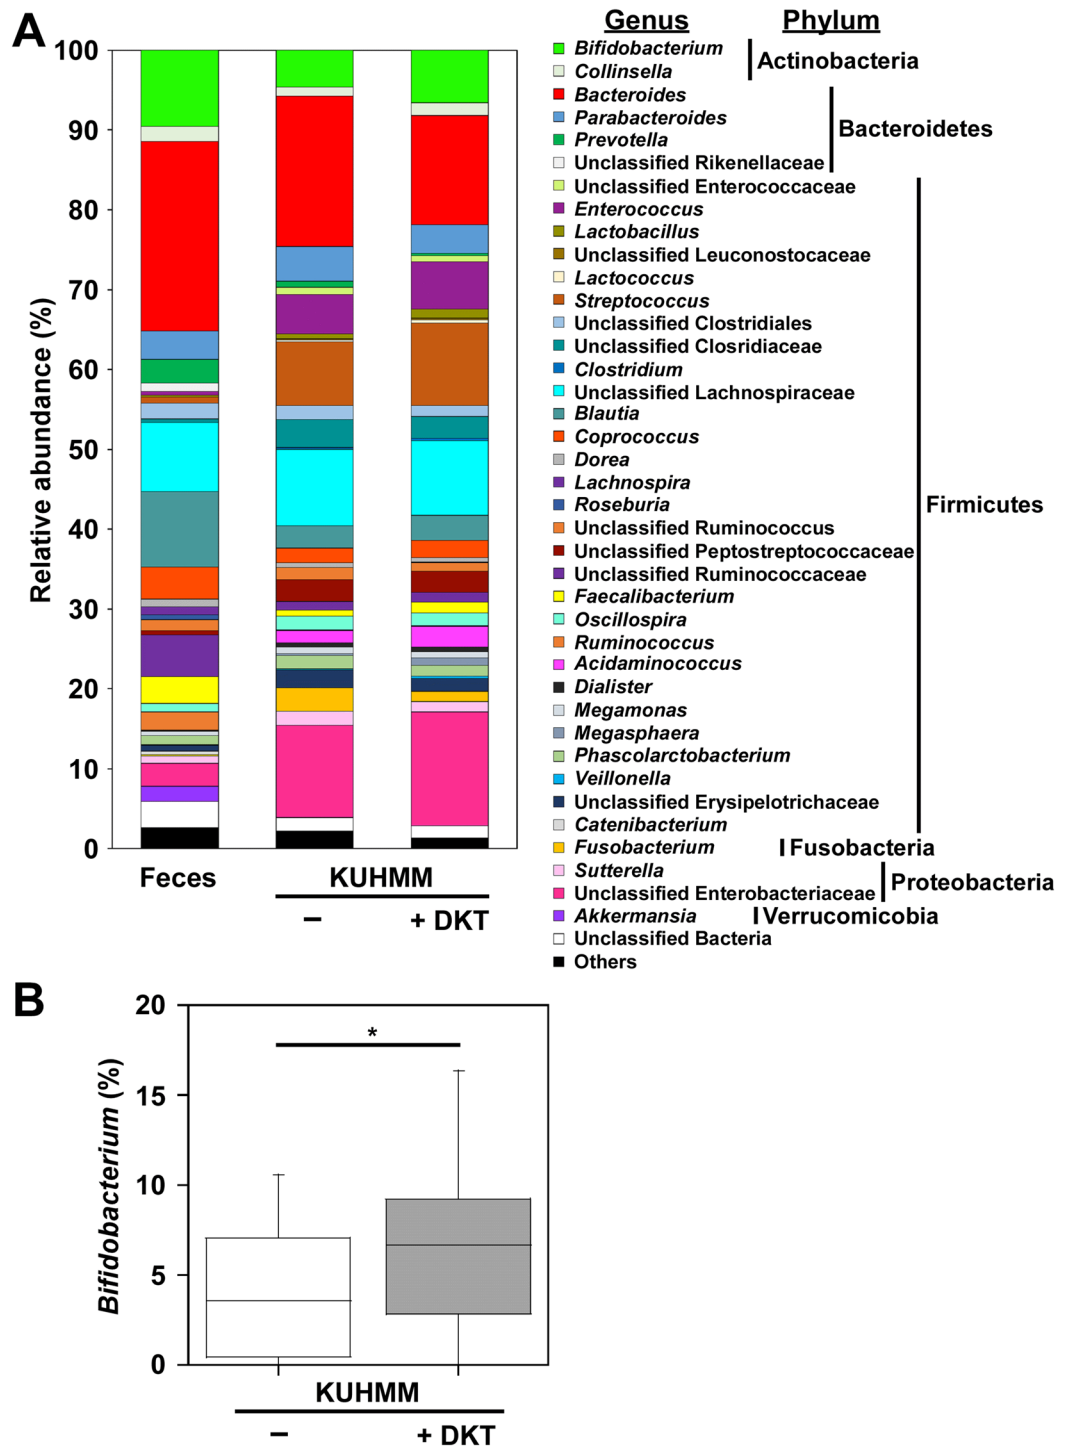 A
Genus Phylum
Relative abundance (%)
100
90
80
70
60
50
40
30
20
10
0
Feces
KUHMM
−
+ DKT
Bifidobacterium
Collinsella
Actinobacteria
Bacteroides
Parabacteroides
Prevotella
Unclassified Rikenellaceae
Bacteroidetes
Unclassified Enterococcaceae
Enterococcus
Lactobacillus
Unclassified Leuconostocaceae
Lactococcus
Streptococcus
Unclassified Clostridiales
Unclassified Closridiaceae
Clostridium
Unclassified Lachnospiraceae
Blautia
Coprococcus
Dorea
Lachnospira
Roseburia
Unclassified Ruminococcus
Unclassified Peptostreptococcaceae
Unclassified Ruminococcaceae
Faecalibacterium
Oscillospira
Ruminococcus
Acidaminococcus
Dialister
Megamonas
Megasphaera
Phascolarctobacterium
Veillonella
Unclassified Erysipelotrichaceae
Catenibacterium
Firmicutes
Fusobacterium
Fusobacteria
Sutterella
Unclassified Enterobacteriaceae
Proteobacteria
Akkermansia
Verrucomicobia
Unclassified Bacteria
Others
B
Bifidobacterium (%)
20
15
10
5
0
*
KUHMM
−
+ DKT